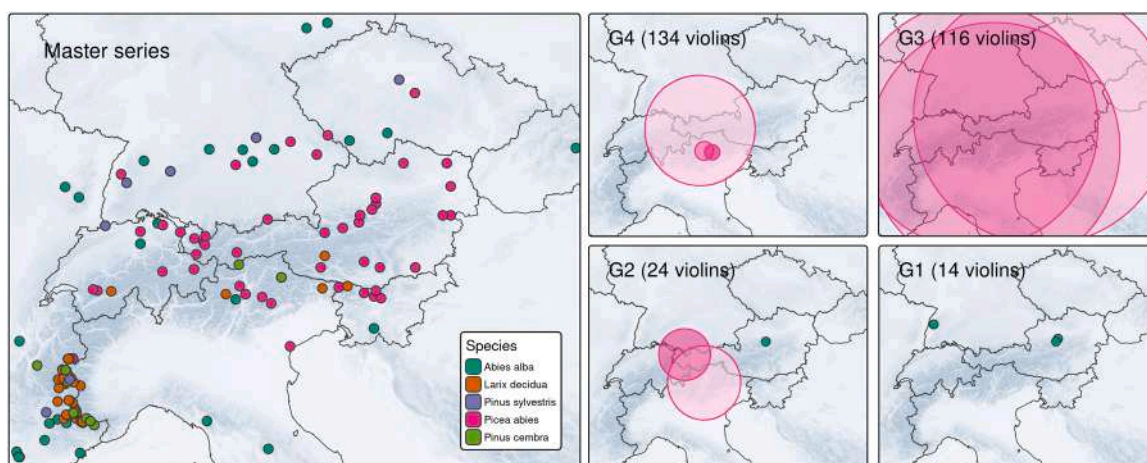 Master series
Species
Abies alba
Larix decidua
Pinus sylvestris
Picea abies
Pinus cembra
G4 (134 violins)
G3 (116 violins)
G2 (24 violins)
G1 (14 violins)